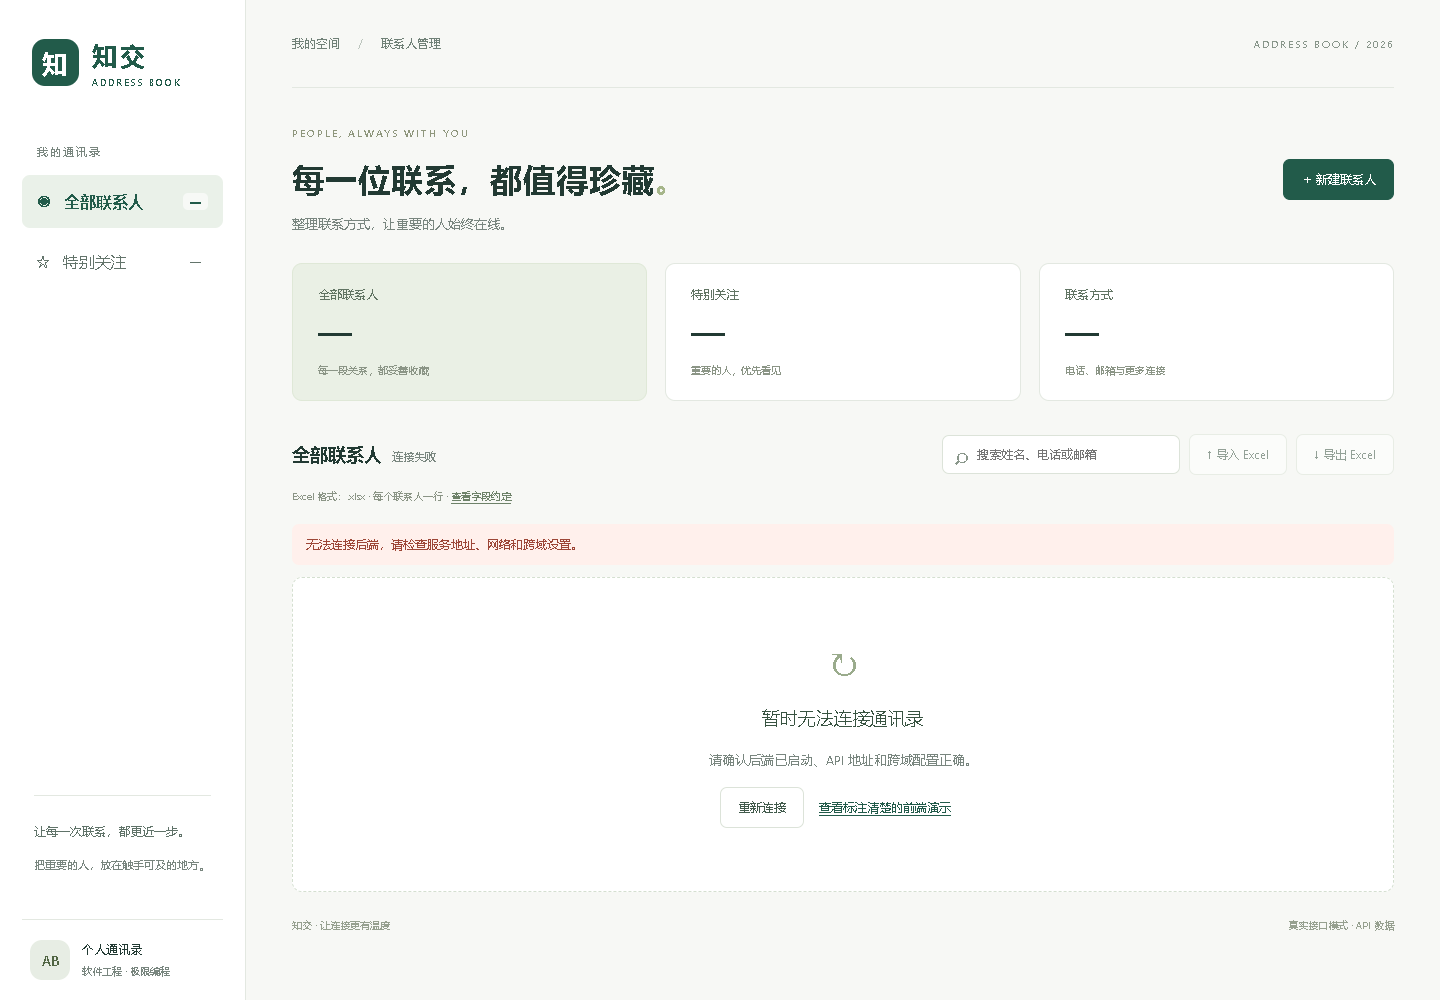 知
知交
ADDRESS BOOK
我的通讯录
全部联系人 —
☆ 特别关注 —
让每一次联系，都更近一步。
把重要的人，放在触手可及的地方。
AB
个人通讯录
软件工程 · 极限编程
我的空间 / 联系人管理
ADDRESS BOOK / 2026
PEOPLE, ALWAYS WITH YOU
每一位联系，都值得珍藏。
整理联系方式，让重要的人始终在线。
+ 新建联系人
全部联系人
—
每一段关系，都妥善收藏
特别关注
—
重要的人，优先看见
联系方式
—
电话、邮箱与更多连接
全部联系人 连接失败
搜索姓名、电话或邮箱
↑ 导入 Excel
↓ 导出 Excel
Excel 格式：.xlsx · 每个联系人一行 · 查看字段约定
无法连接后端，请检查服务地址、网络和跨域设置。
↻
暂时无法连接通讯录
请确认后端已启动、API 地址和跨域配置正确。
重新连接
查看标注清楚的前端演示
知交 · 让连接更有温度
真实接口模式 · API 数据